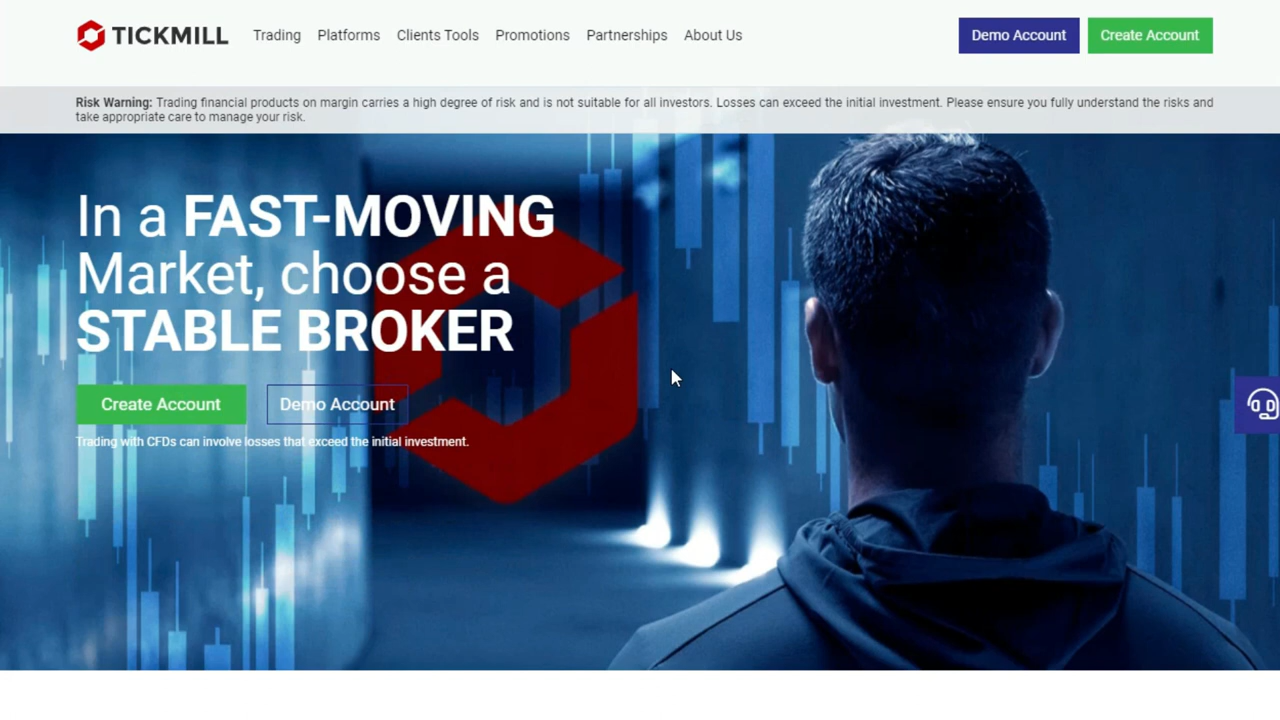 TICKMILL
Trading Platforms Clients Tools Promotions Partnerships About Us
Demo Account Create Account
Risk Warning: Trading financial products on margin carries a high degree of risk and is not suitable for all investors. Losses can exceed the initial investment. Please ensure you fully understand the risks and
take appropriate care to manage your risk.
In a FAST-MOVING
Market, choose a
STABLE BROKER
Create Account Demo Account
Trading with CFDs can involve losses that exceed the initial investment.